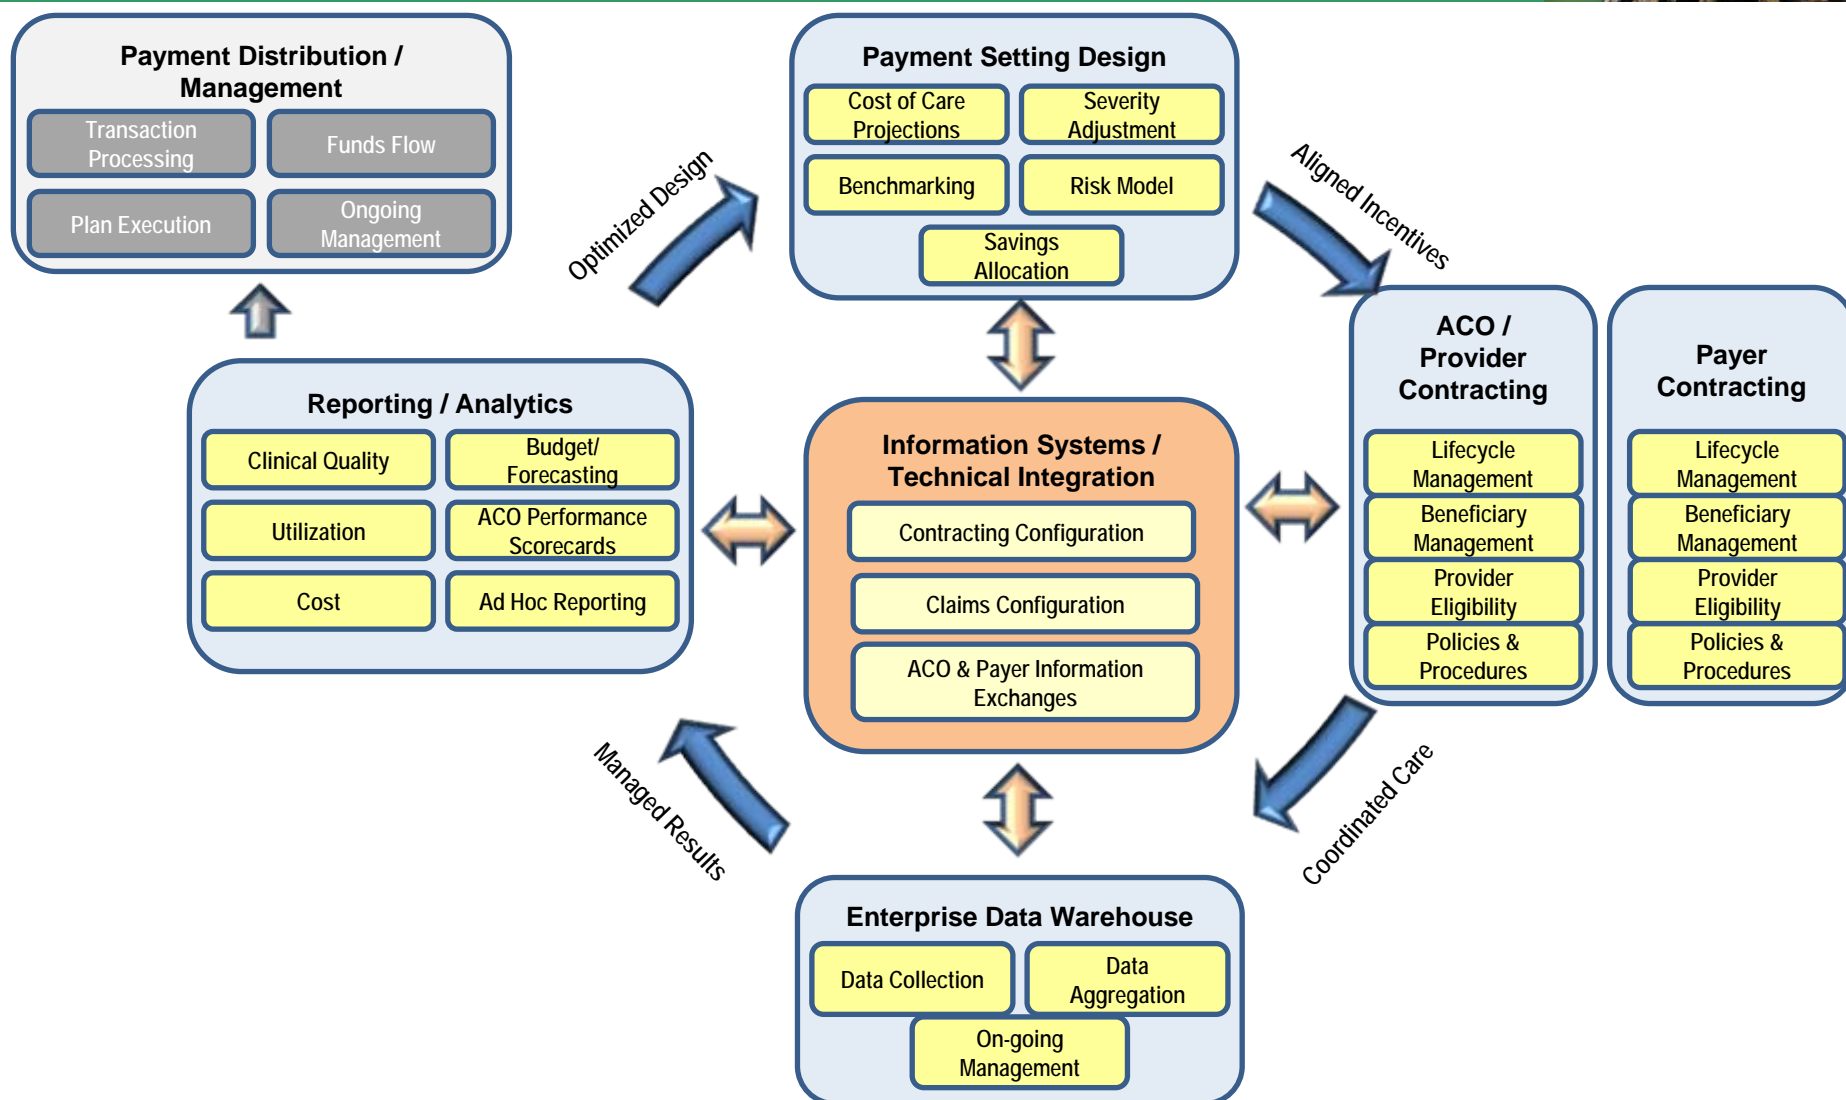 Payment Distribution /
Management
Transaction
Processing
Funds Flow
Plan Execution
Ongoing
Management
Payment Setting Design
Cost of Care
Projections
Severity
Adjustment
Benchmarking
Risk Model
Savings
Allocation
Optimized Design
Aligned Incentives
ACO /
Provider
Contracting
Lifecycle
Management
Beneficiary
Management
Provider
Eligibility
Policies &
Procedures
Payer
Contracting
Lifecycle
Management
Beneficiary
Management
Provider
Eligibility
Policies &
Procedures
Reporting / Analytics
Clinical Quality
Budget/
Forecasting
Utilization
ACO Performance
Scorecards
Cost
Ad Hoc Reporting
Information Systems /
Technical Integration
Contracting Configuration
Claims Configuration
ACO & Payer Information
Exchanges
Managed Results
Coordinated Care
Enterprise Data Warehouse
Data Collection
Data
Aggregation
On-going
Management